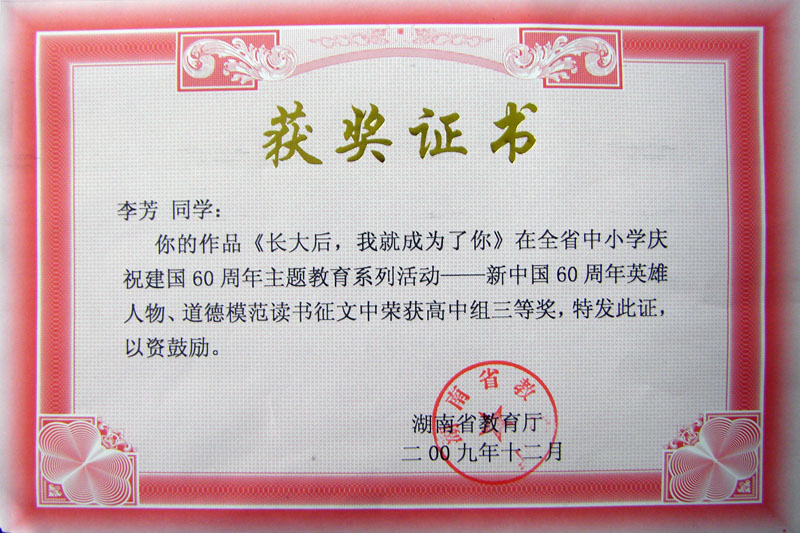 获奖证书
李芳 同学：
你的作品《长大后，我就成为了你》在全省中小学庆
祝建国60周年主题教育系列活动——新中国60周年英雄
人物、道德模范读书征文中荣获高中组三等奖，特发此证，
以资鼓励。
湖南省教
湖南省教育厅
二00九年十二月